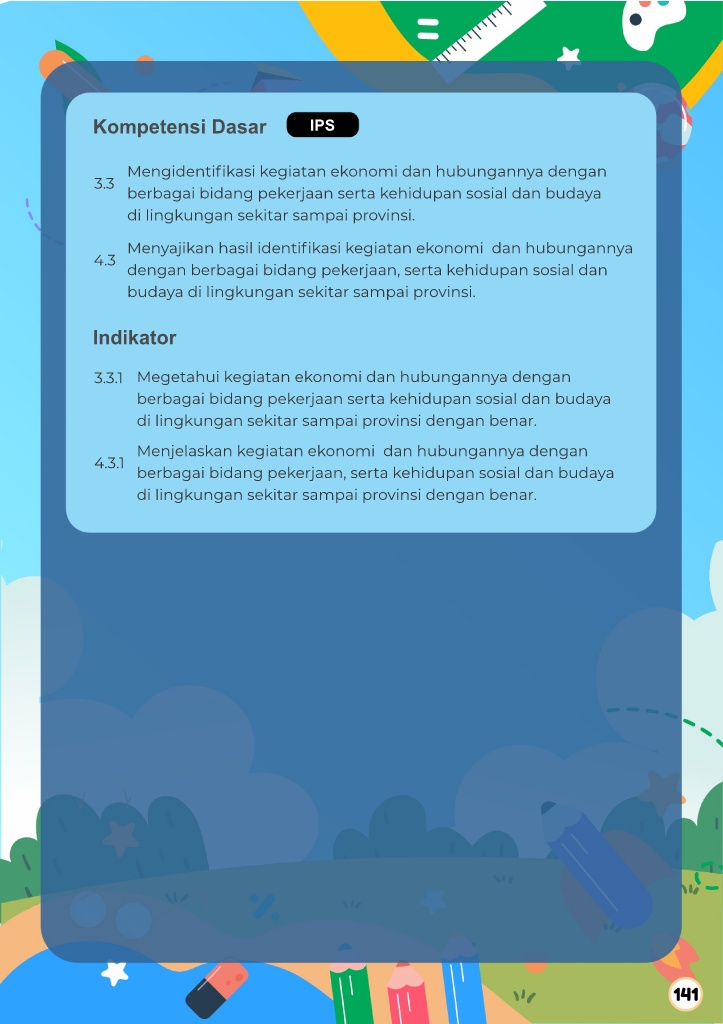 Kompetensi Dasar IPS
3.3 Mengidentifikasi kegiatan ekonomi dan hubungannya dengan
berbagai bidang pekerjaan serta kehidupan sosial dan budaya
di lingkungan sekitar sampai provinsi.
4.3 Menyajikan hasil identifikasi kegiatan ekonomi  dan hubungannya
dengan berbagai bidang pekerjaan, serta kehidupan sosial dan
budaya di lingkungan sekitar sampai provinsi.
Indikator
3.3.1 Megetahui kegiatan ekonomi dan hubungannya dengan
berbagai bidang pekerjaan serta kehidupan sosial dan budaya
di lingkungan sekitar sampai provinsi dengan benar.
4.3.1 Menjelaskan kegiatan ekonomi  dan hubungannya dengan
berbagai bidang pekerjaan, serta kehidupan sosial dan budaya
di lingkungan sekitar sampai provinsi dengan benar.
141